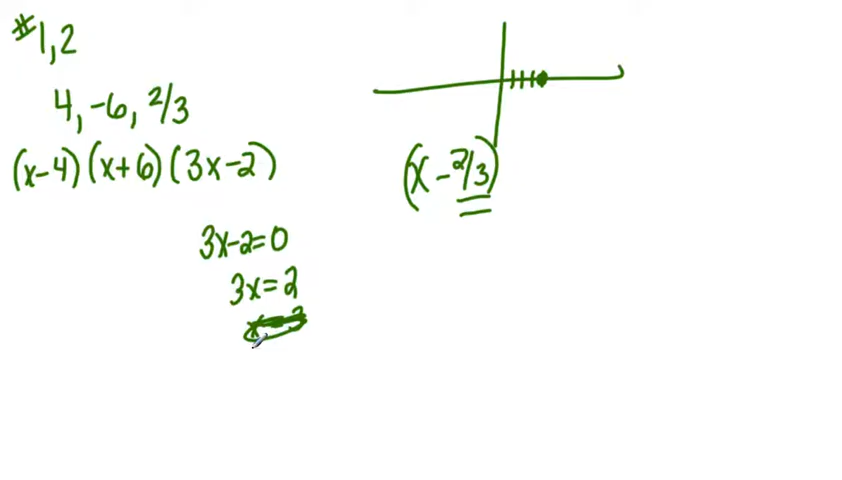 #1,2
4, -6, 2/3
(x-4)(x+6)(3x-2)
(x-2/3)
3x-2=0
3x=2